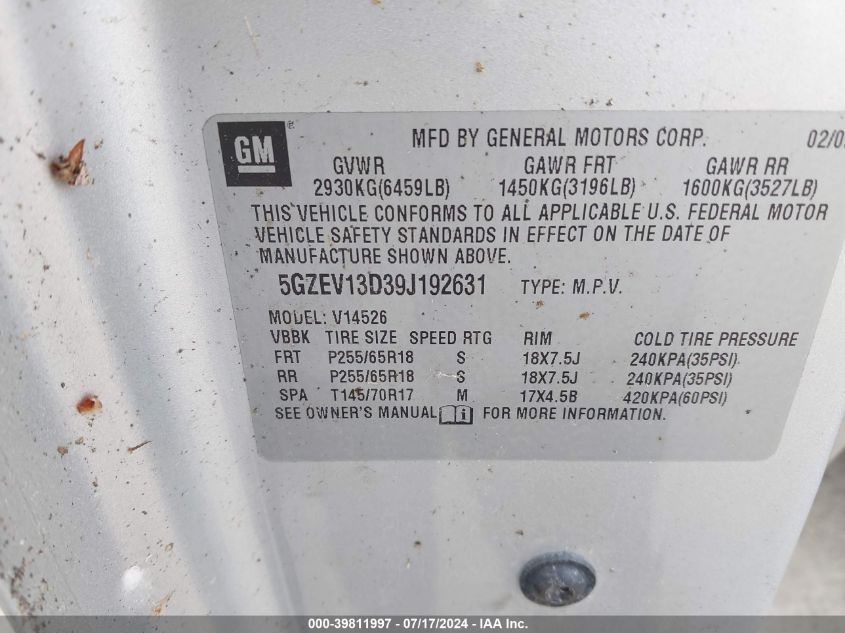 GM ® MFD BY GENERAL MOTORS CORP. 02/0
GVWR GAWR FRT GAWR RR
2930KG(6459LB) 1450KG(3196LB) 1600KG(3527LB)
THIS VEHICLE CONFORMS TO ALL APPLICABLE U.S. FEDERAL MOTOR
VEHICLE SAFETY STANDARDS IN EFFECT ON THE DATE OF
MANUFACTURE SHOWN ABOVE.
5GZEV13D39J192631 TYPE: M.P.V.
MODEL: V14526
VBBK TIRE SIZE SPEED RTG RIM COLD TIRE PRESSURE
FRT P255/65R18 S 18X7.5J 240KPA(35PSI)
RR P255/65R18 S 18X7.5J 240KPA(35PSI)
SPA T145/70R17 M 17X4.5B 420KPA(60PSI)
SEE OWNER'S MANUAL i FOR MORE INFORMATION.
000-39811997 - 07/17/2024 - IAA Inc.